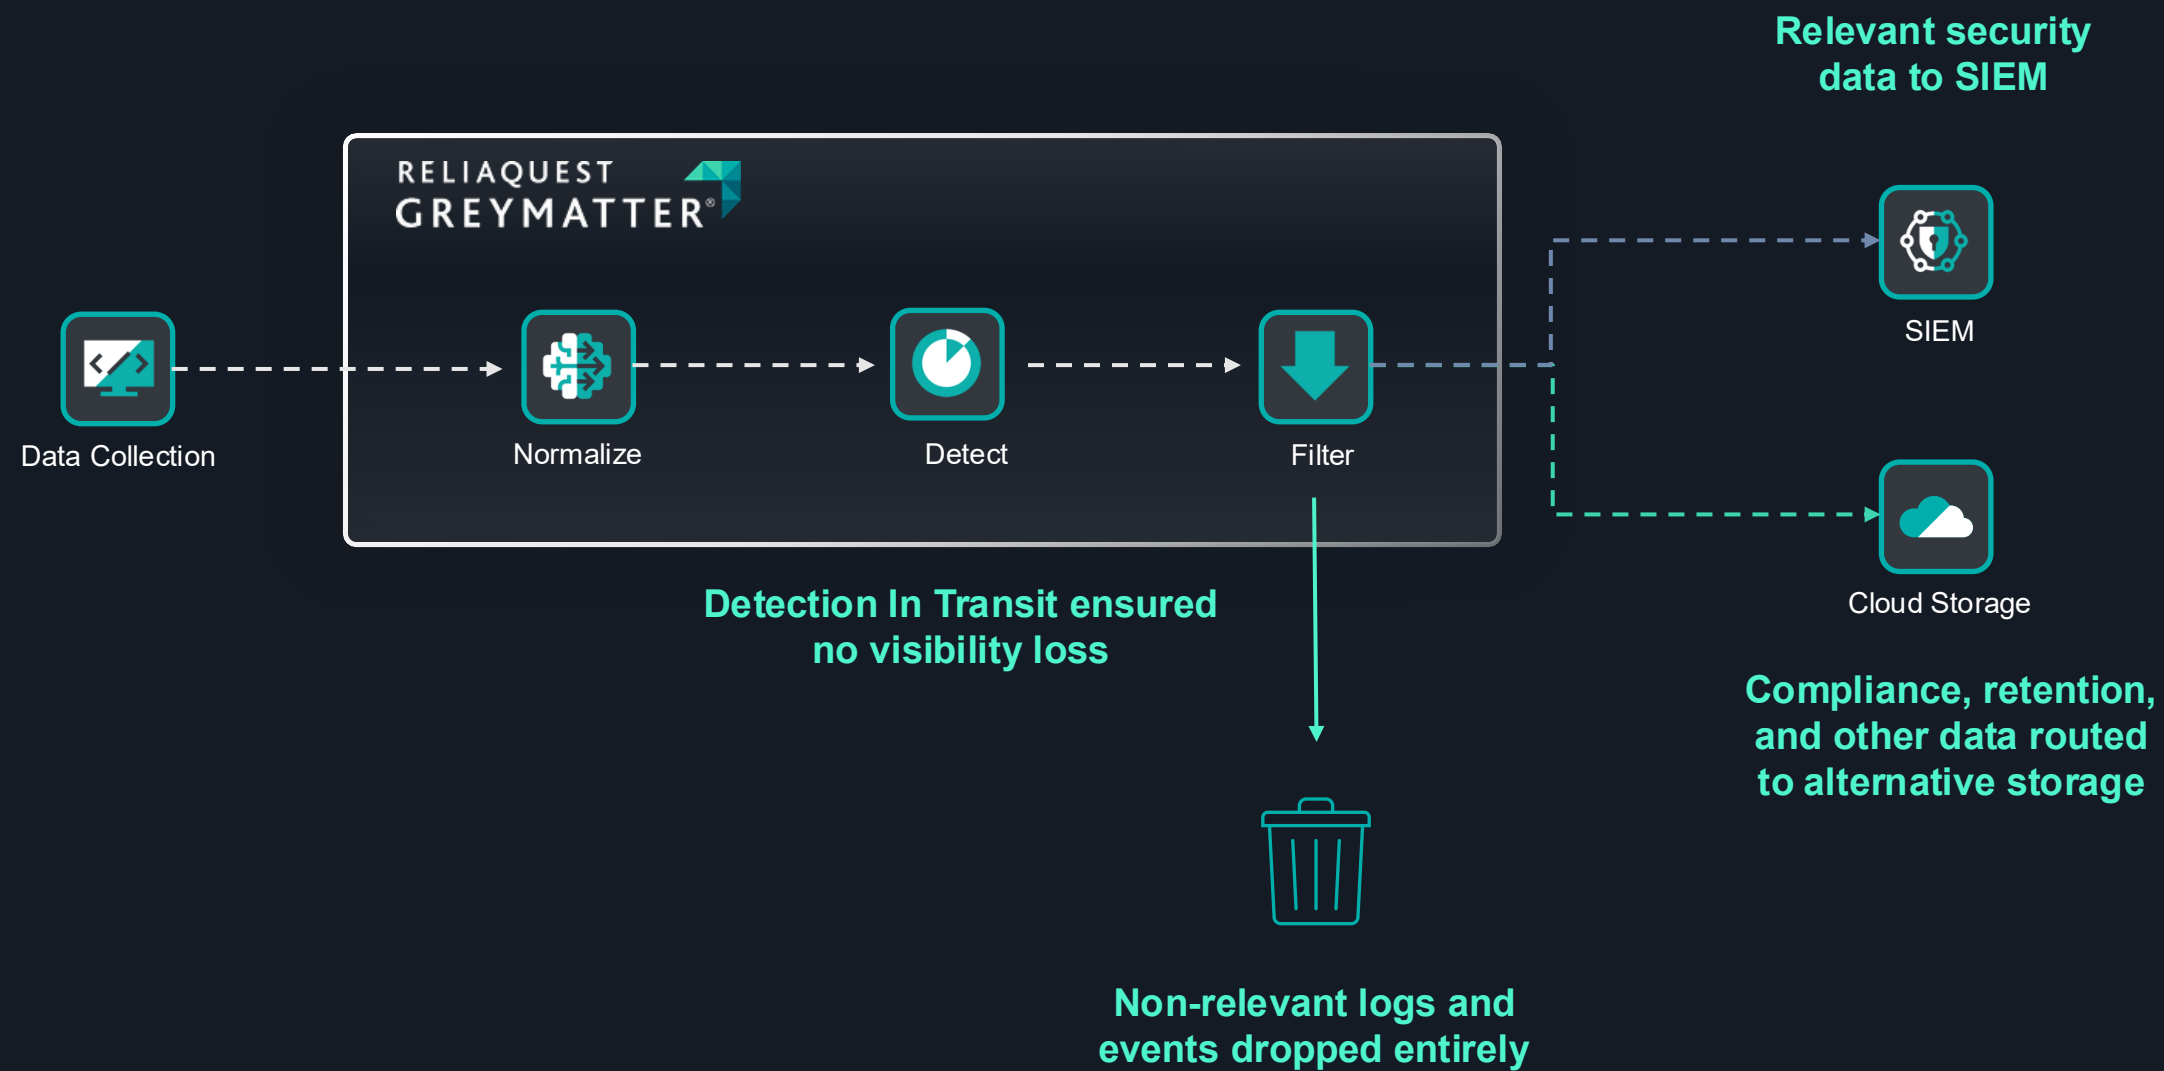 Relevant security
data to SIEM
RELIAQUEST
GREYMATTER®
SIEM
Data Collection
Normalize
Detect
Filter
Detection In Transit ensured
no visibility loss
Cloud Storage
Compliance, retention,
and other data routed
to alternative storage
Non-relevant logs and
events dropped entirely